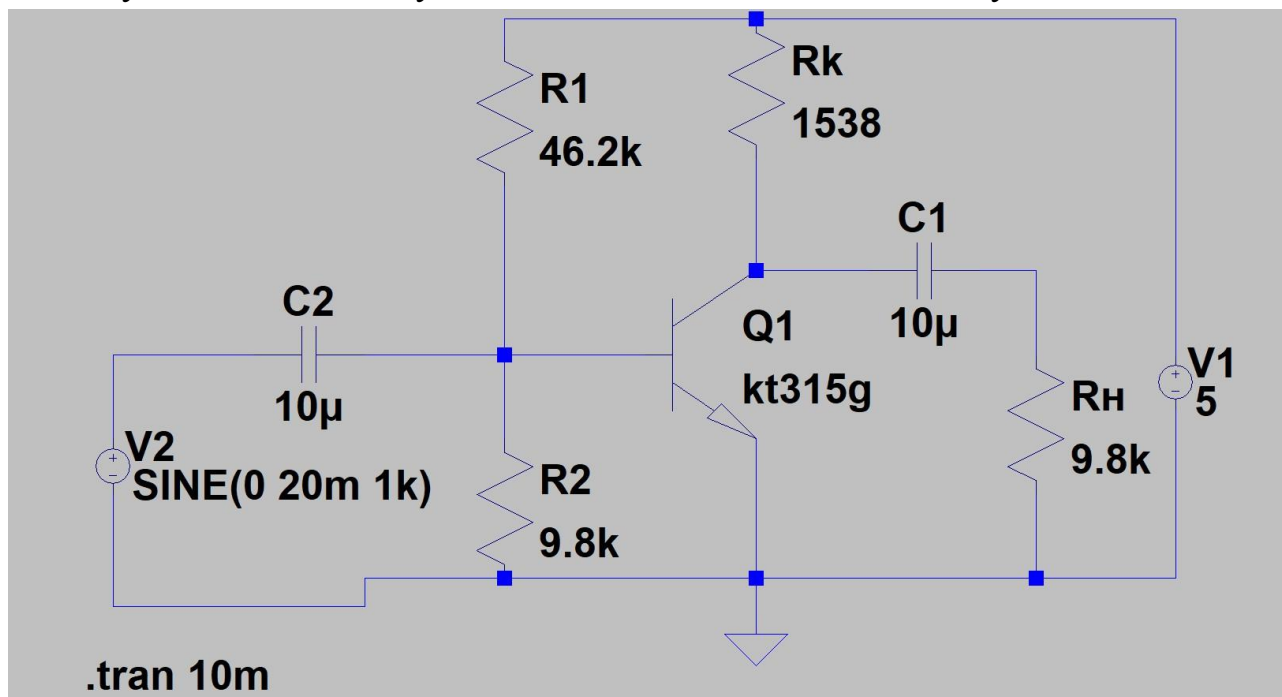 Rk
1538
R1
46.2k
C1
10µ
C2
10µ
Q1
kt315g
V1
5
Rн
9.8k
V2
SINE(0 20m 1k)
R2
9.8k
.tran 10m